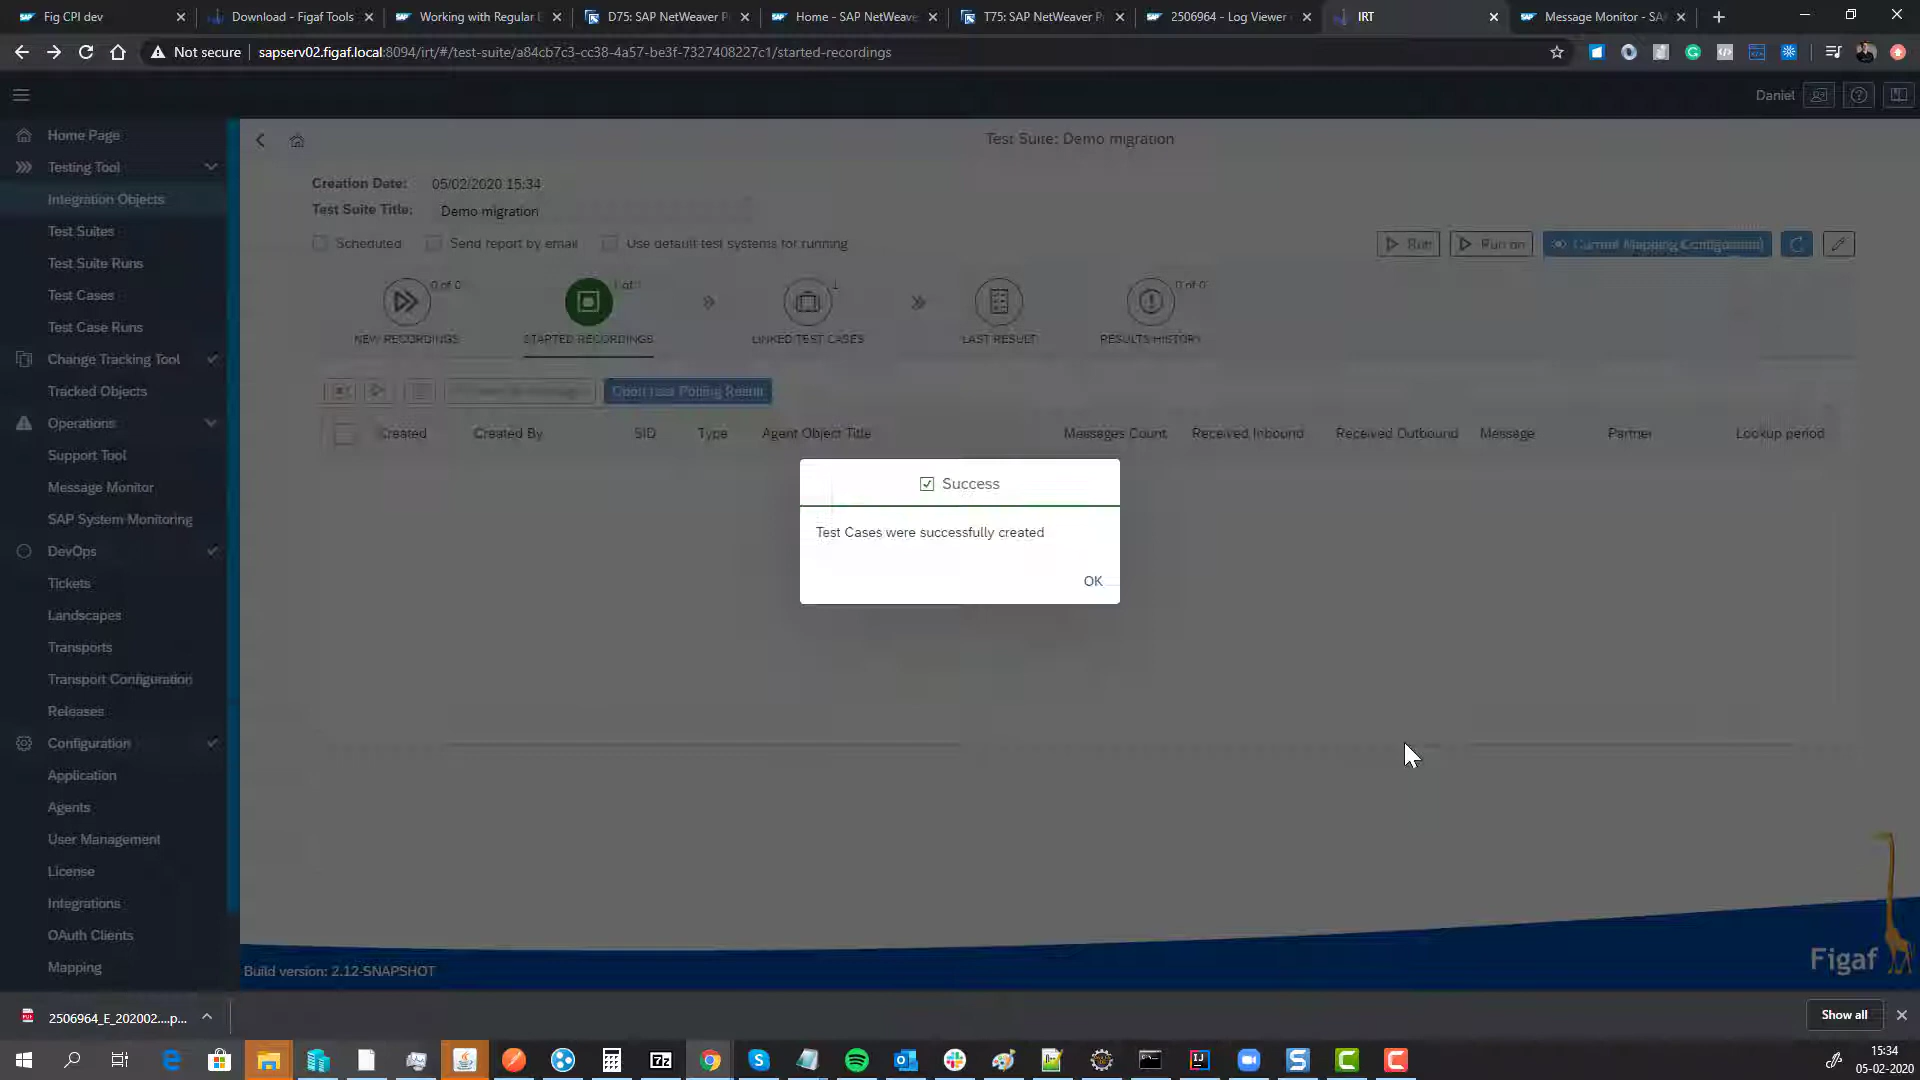 Fig CPI dev
Download - Figaf Tools
Working with Regular E
D75: SAP NetWeaver P
Home - SAP NetWeave
T75: SAP NetWeaver P
2506964 - Log Viewer
IRT
Message Monitor - SA
Not secure
sapserv02.figaf.local:8094/irt/#/test-suite/a84cb7c3-cc38-4a57-be3f-7327408227c1/started-recordings
Daniel
Home Page
Testing Tool
Integration Objects
Test Suites
Test Suite Runs
Test Cases
Test Case Runs
Change Tracking Tool
Tracked Objects
Operations
Support Tool
Message Monitor
SAP System Monitoring
DevOps
Tickets
Landscapes
Transports
Transport Configuration
Releases
Configuration
Application
Agents
User Management
License
Integrations
OAuth Clients
Mapping
Test Suite: Demo migration
Creation Date: 05/02/2020 15:34
Test Suite Title: Demo migration
Scheduled Send report by email Use default test systems for running
Run Run on Current Mapping Configuration
0 of 0
1
0 of 0
NEW RECORDINGS STARTED RECORDINGS LINKED TEST CASES LAST RESULT RESULTS HISTORY
Open Last Polling Result
Created Created By SID Type Agent Object Title Messages Count Received Inbound Received Outbound Message Partner Lookup period
Success
Test Cases were successfully created
OK
Build version: 2.12-SNAPSHOT
Figaf
2506964_E_202002....p...
Show all
15:34
05-02-2020